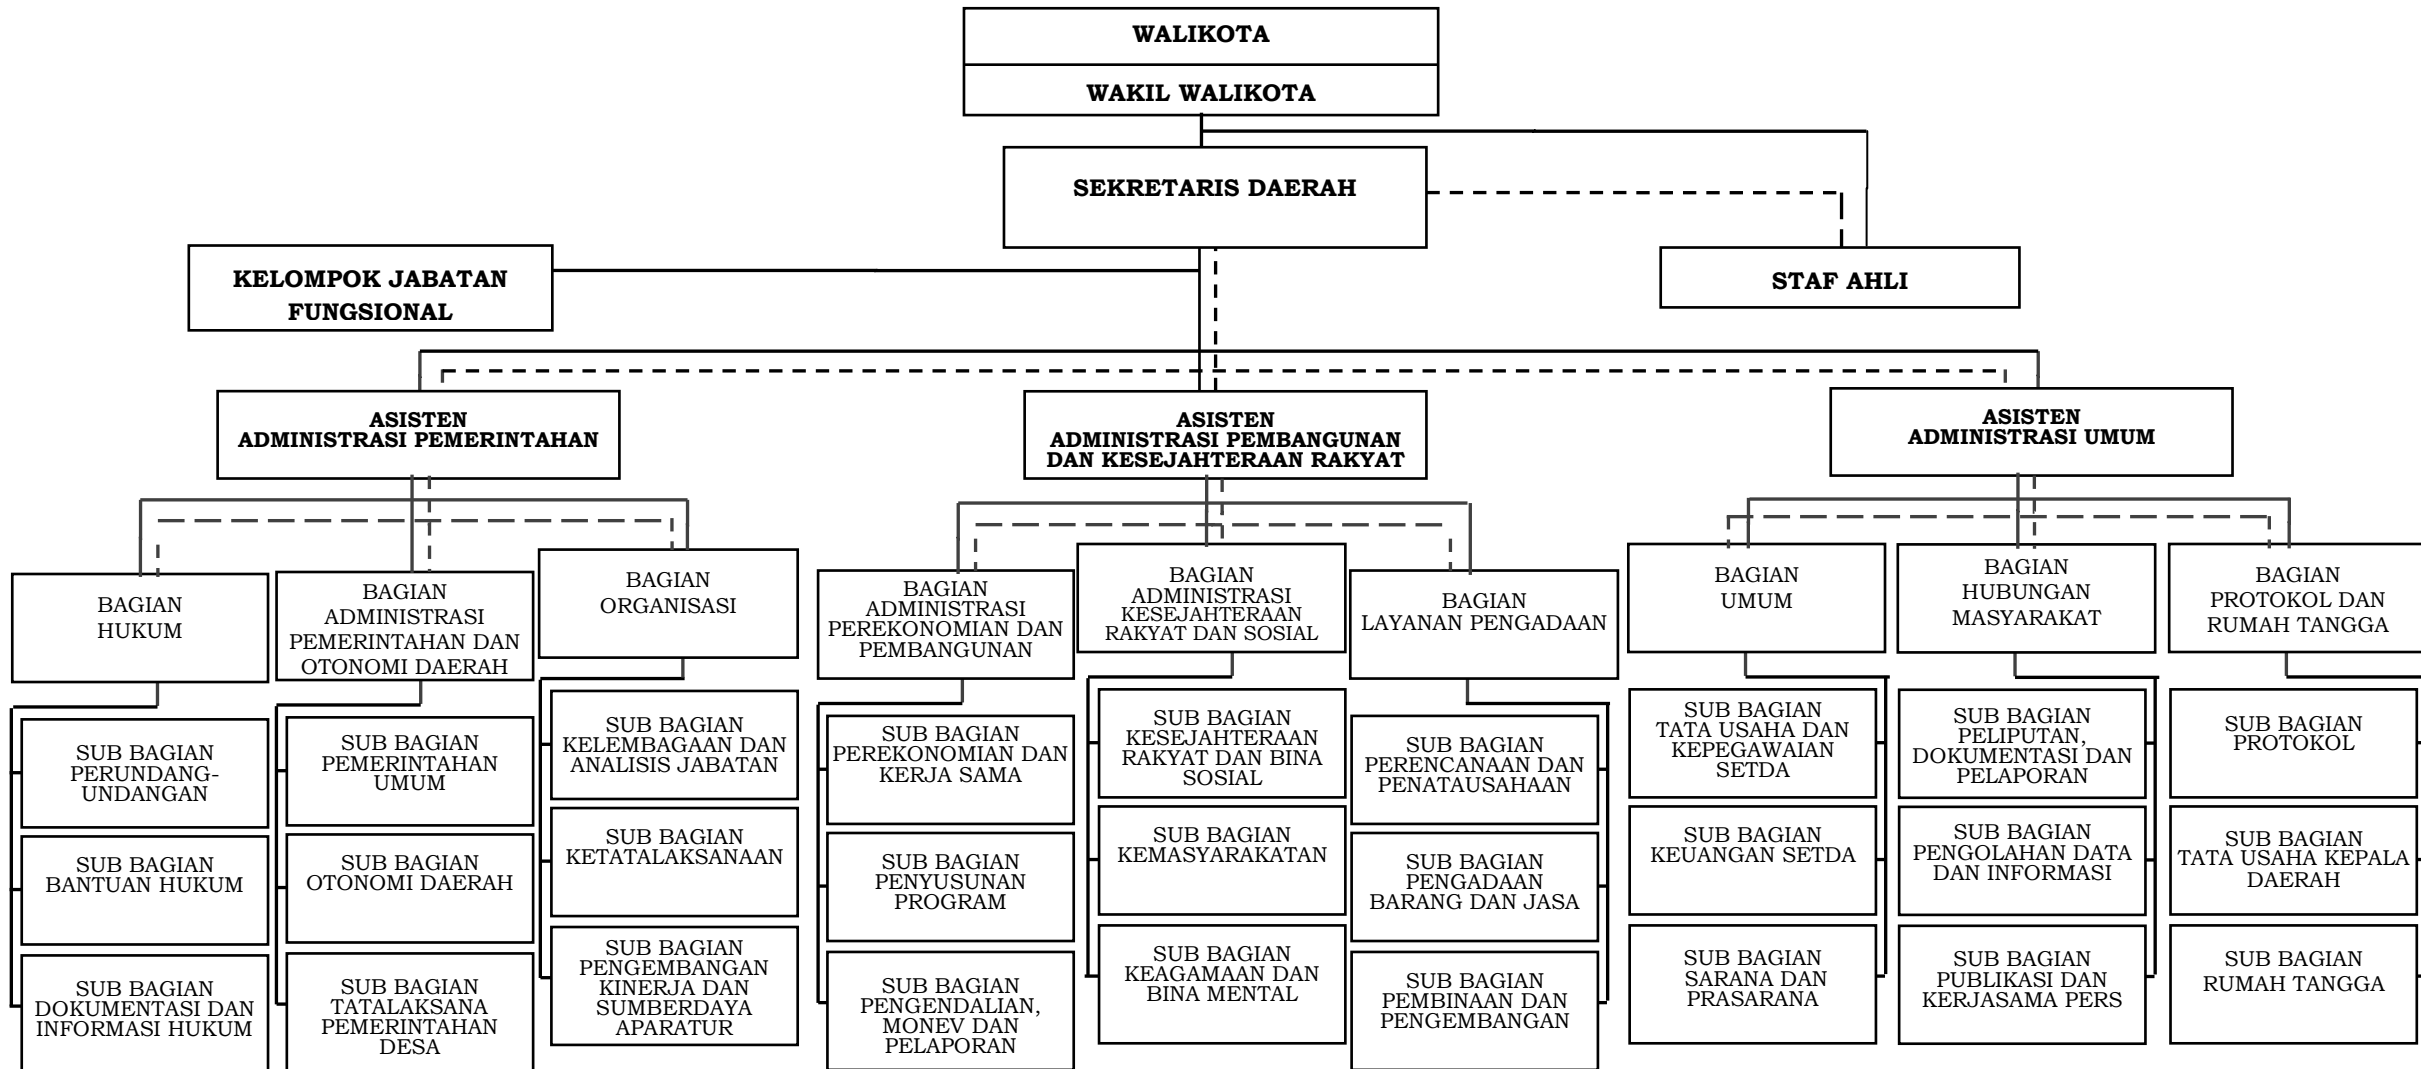 WALIKOTA
WAKIL WALIKOTA
SEKRETARIS DAERAH
KELOMPOK JABATAN
FUNGSIONAL
STAF AHLI
ASISTEN
ADMINISTRASI PEMERINTAHAN
ASISTEN
ADMINISTRASI PEMBANGUNAN
DAN KESEJAHTERAAN RAKYAT
ASISTEN
ADMINISTRASI UMUM
BAGIAN
HUKUM
BAGIAN
ADMINISTRASI
PEMERINTAHAN DAN
OTONOMI DAERAH
BAGIAN
ORGANISASI
BAGIAN
ADMINISTRASI
PEREKONOMIAN DAN
PEMBANGUNAN
BAGIAN
ADMINISTRASI
KESEJAHTERAAN
RAKYAT DAN SOSIAL
BAGIAN
LAYANAN PENGADAAN
BAGIAN
UMUM
BAGIAN
HUBUNGAN
MASYARAKAT
BAGIAN
PROTOKOL DAN
RUMAH TANGGA
SUB BAGIAN
PERUNDANG-
UNDANGAN
SUB BAGIAN
PEMERINTAHAN
UMUM
SUB BAGIAN
KELEMBAGAAN DAN
ANALISIS JABATAN
SUB BAGIAN
PEREKONOMIAN DAN
KERJA SAMA
SUB BAGIAN
KESEJAHTERAAN
RAKYAT DAN BINA
SOSIAL
SUB BAGIAN
PERENCANAAN DAN
PENATAUSAHAAN
SUB BAGIAN
TATA USAHA DAN
KEPEGAWAIAN
SETDA
SUB BAGIAN
PELIPUTAN,
DOKUMENTASI DAN
PELAPORAN
SUB BAGIAN
PROTOKOL
SUB BAGIAN
BANTUAN HUKUM
SUB BAGIAN
OTONOMI DAERAH
SUB BAGIAN
KETATALAKSANAAN
SUB BAGIAN
PENYUSUNAN
PROGRAM
SUB BAGIAN
KEMASYARAKATAN
SUB BAGIAN
PENGADAAN
BARANG DAN JASA
SUB BAGIAN
KEUANGAN SETDA
SUB BAGIAN
PENGOLAHAN DATA
DAN INFORMASI
SUB BAGIAN
TATA USAHA KEPALA
DAERAH
SUB BAGIAN
DOKUMENTASI DAN
INFORMASI HUKUM
SUB BAGIAN
TATALAKSANA
PEMERINTAHAN
DESA
SUB BAGIAN
PENGEMBANGAN
KINERJA DAN
SUMBERDAYA
APARATUR
SUB BAGIAN
PENGENDALIAN,
MONEV DAN
PELAPORAN
SUB BAGIAN
KEAGAMAAN DAN
BINA MENTAL
SUB BAGIAN
PEMBINAAN DAN
PENGEMBANGAN
SUB BAGIAN
SARANA DAN
PRASARANA
SUB BAGIAN
PUBLIKASI DAN
KERJASAMA PERS
SUB BAGIAN
RUMAH TANGGA